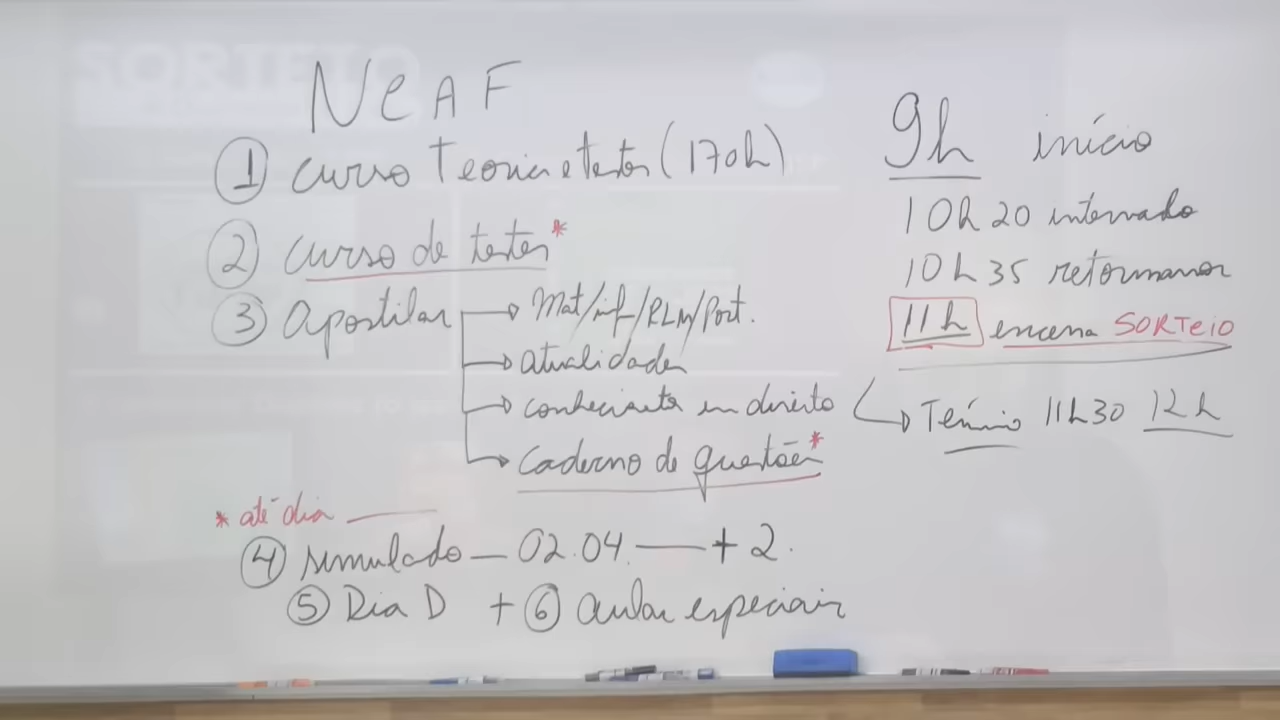 NeAF
1 curso Teoria e testes (170h)
2 curso de testes*
3 Apostilas
Mat/inf/RLM/Port.
atualidades
conhecimentos em direito
Caderno de questões*
* até dia
4 simulado — 02.04 — + 2.
5 Dia D + 6 aulas especiais
9h início
10h20 intervalo
10h35 retornamos
11h encerra SORTEIO
Término 11h30 12h
SORTEIO